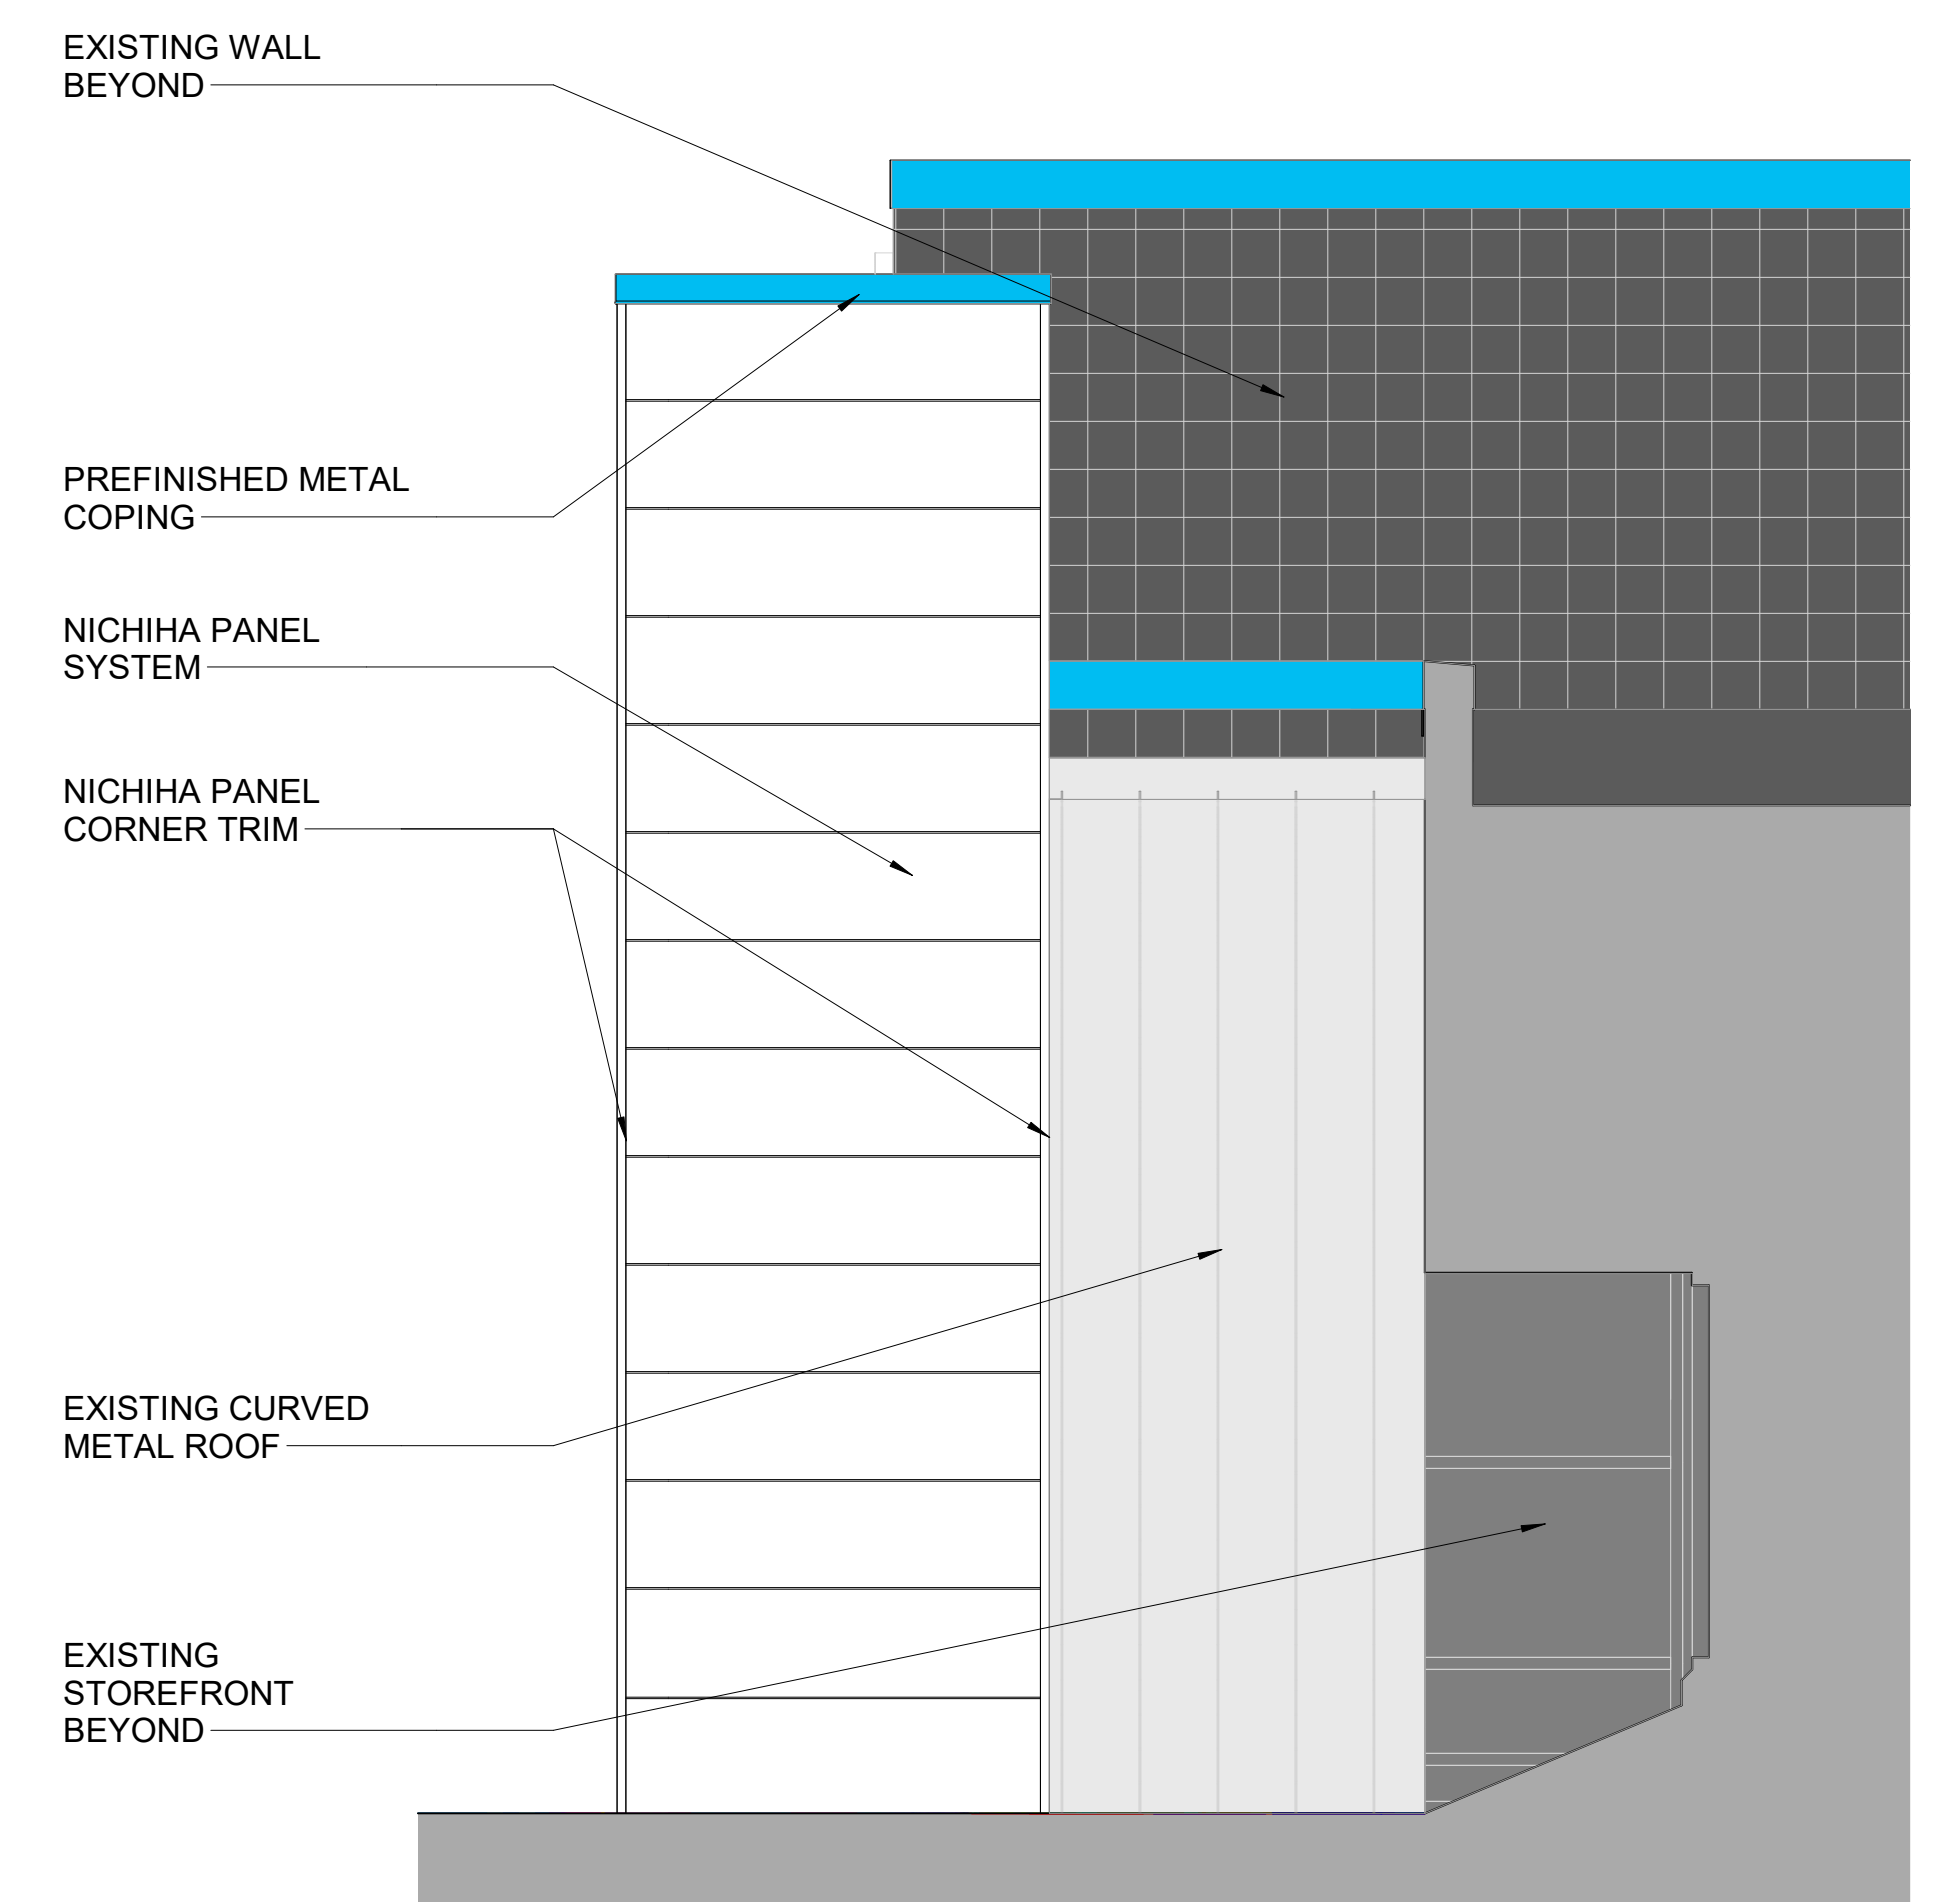 EXISTING WALL
BEYOND
PREFINISHED METAL
COPING
NICHIHA PANEL
SYSTEM
NICHIHA PANEL
CORNER TRIM
EXISTING CURVED
METAL ROOF
EXISTING
STOREFRONT
BEYOND